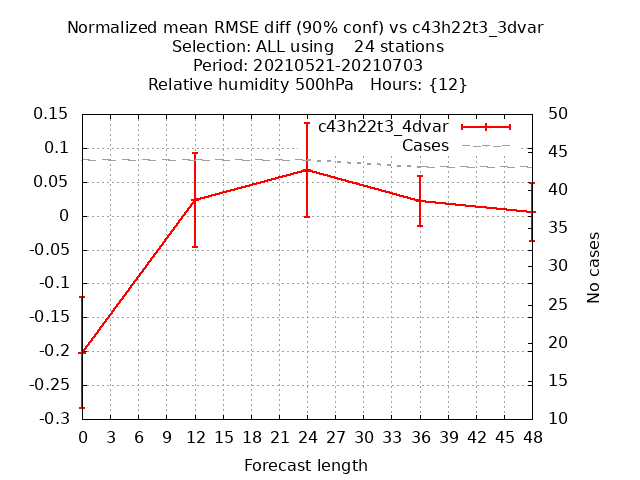 Normalized mean RMSE diff (90% conf) vs c43h22t3_3dvar
Selection: ALL using    24 stations
Period: 20210521-20210703
Relative humidity 500hPa   Hours: {12}
c43h22t3_4dvar
Cases
0.15
0.1
0.05
0
-0.05
-0.1
-0.15
-0.2
-0.25
-0.3
50
45
40
35
30
25
20
15
10
No cases
0 3 6 9 12 15 18 21 24 27 30 33 36 39 42 45 48
Forecast length